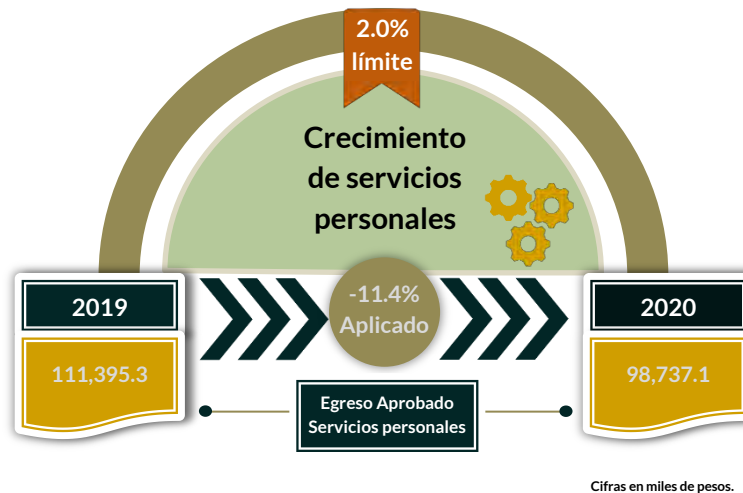 2.0%
límite
Crecimiento
de servicios
personales
2019
-11.4%
Aplicado
2020
111,395.3
98,737.1
Egreso Aprobado
Servicios personales
Cifras en miles de pesos.